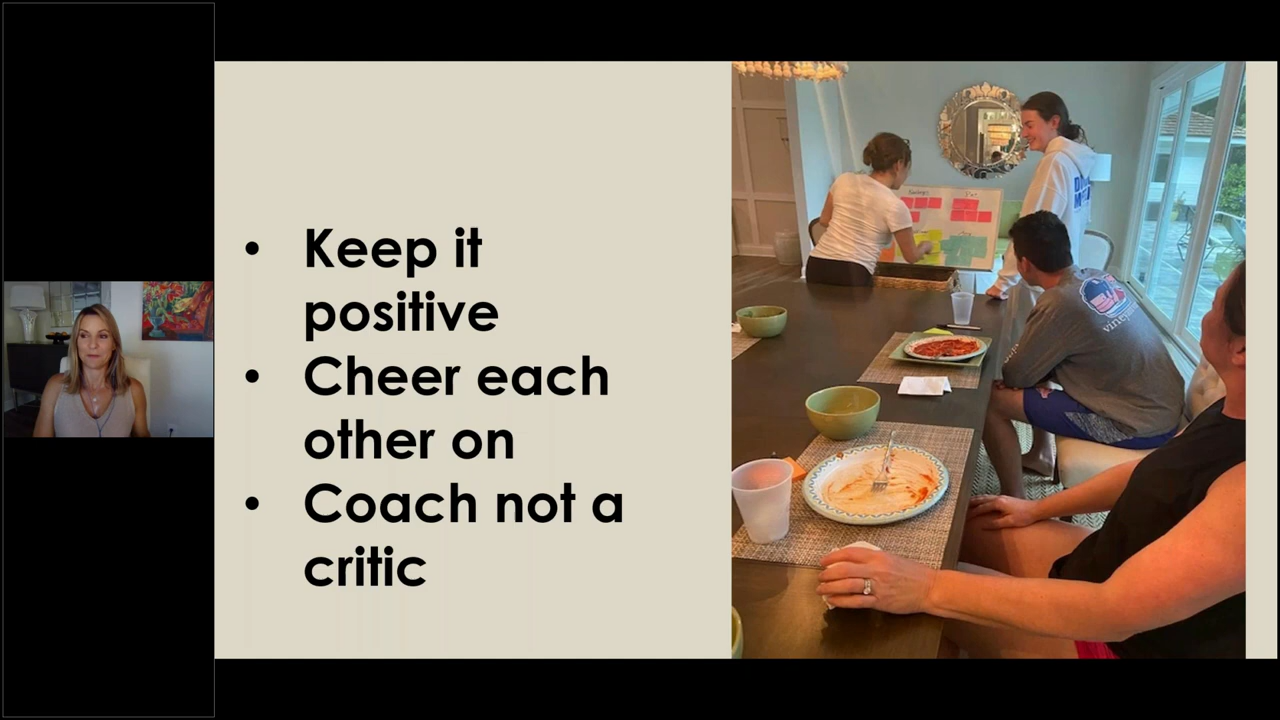 • Keep it
positive
• Cheer each
other on
• Coach not a
critic